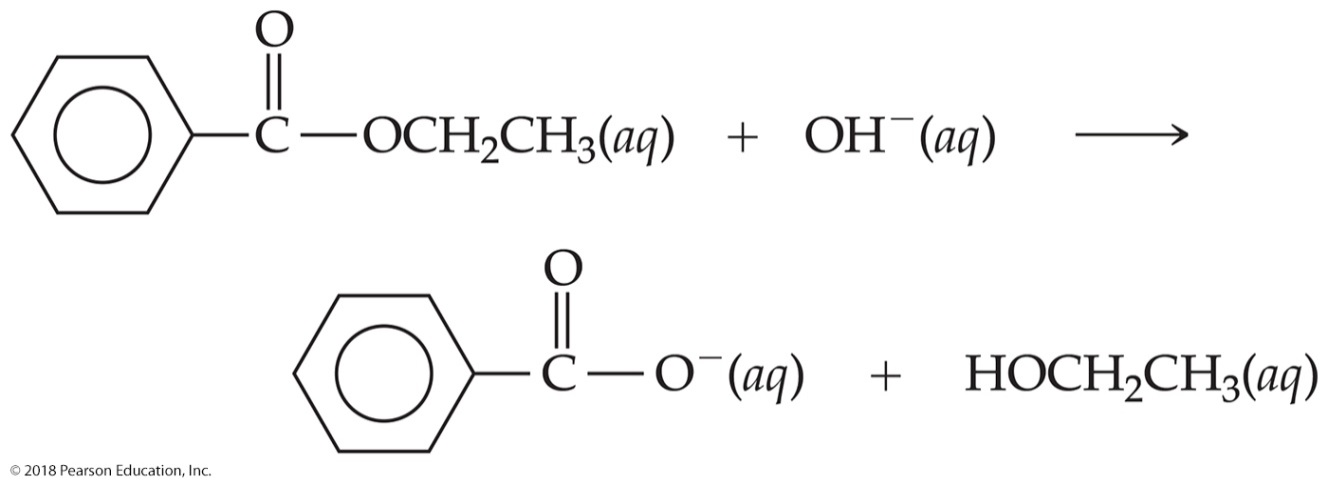 O
C—OCH₂CH₃(aq) + OH⁻(aq) ⟶
O
C—O⁻(aq) + HOCH₂CH₃(aq)
© 2018 Pearson Education, Inc.